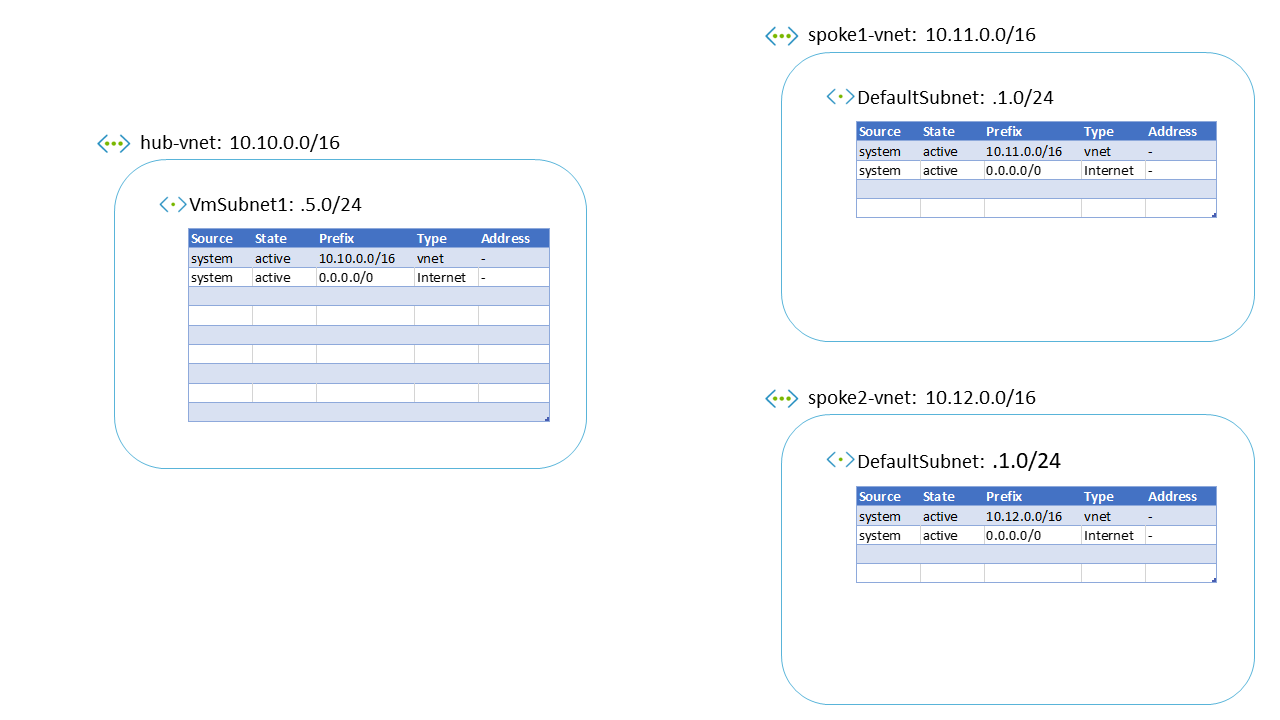 hub-vnet: 10.10.0.0/16
VmSubnet1: .5.0/24
Source State Prefix Type Address
system active 10.10.0.0/16 vnet -
system active 0.0.0.0/0 Internet -
spoke1-vnet: 10.11.0.0/16
DefaultSubnet: .1.0/24
Source State Prefix Type Address
system active 10.11.0.0/16 vnet -
system active 0.0.0.0/0 Internet -
spoke2-vnet: 10.12.0.0/16
DefaultSubnet: .1.0/24
Source State Prefix Type Address
system active 10.12.0.0/16 vnet -
system active 0.0.0.0/0 Internet -